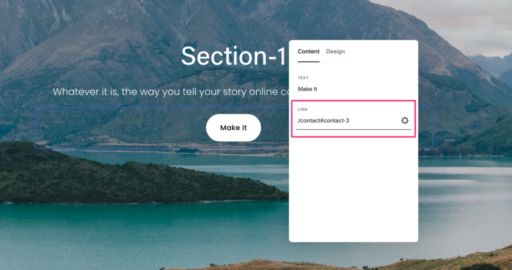 Section-1
Whatever it is, the way you tell your story online c
Make It
Content Design
TEXT
Make It
LINK
/contact#contact-3